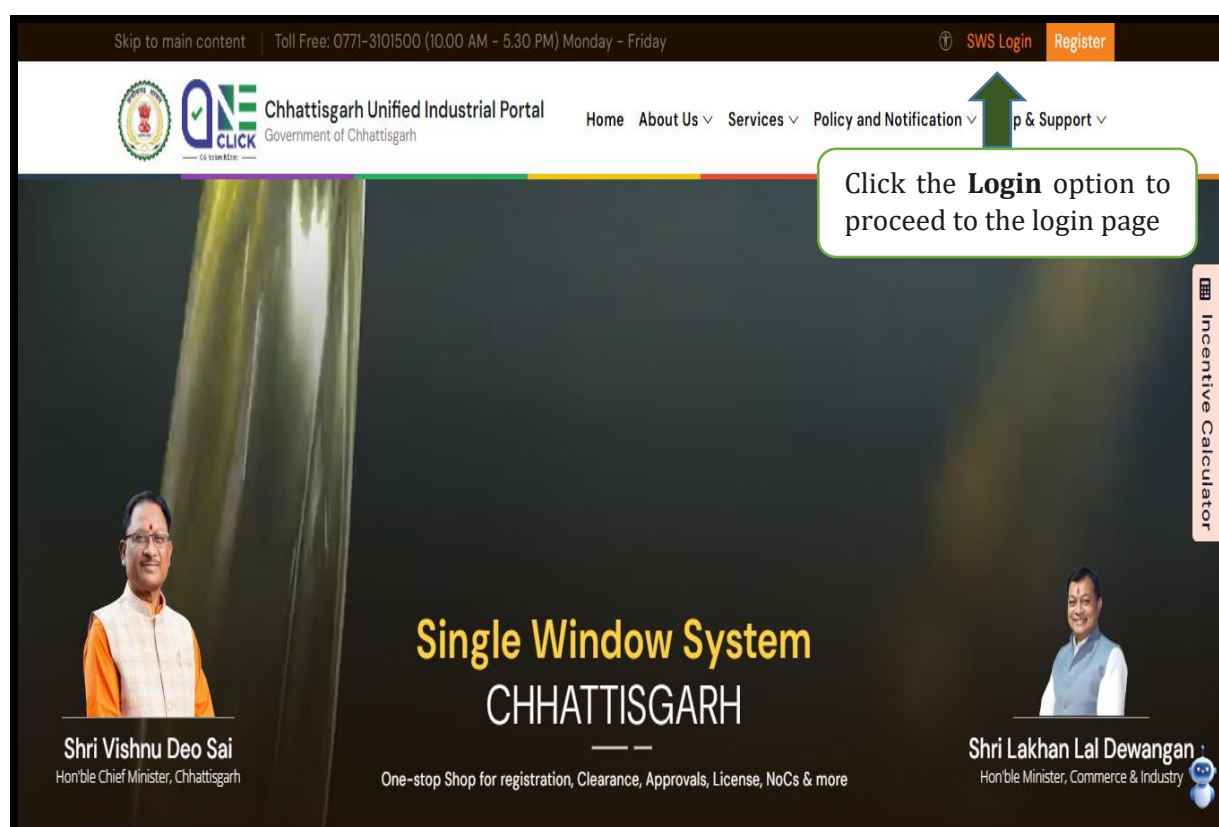 Skip to main content
Toll Free: 0771-3101500 (10.00 AM - 5.30 PM) Monday - Friday
SWS Login
Register
ONE
CLICK
Chhattisgarh Unified Industrial Portal
Government of Chhattisgarh
Home
About Us
Services
Policy and Notification
& Support
Click the Login option to
proceed to the login page
Incentive Calculator
Single Window System
CHHATTISGARH
One-stop Shop for registration, Clearance, Approvals, License, NoCs & more
Shri Vishnu Deo Sai
Hon'ble Chief Minister, Chhattisgarh
Shri Lakhan Lal Dewangan
Hon'ble Minister, Commerce & Industry